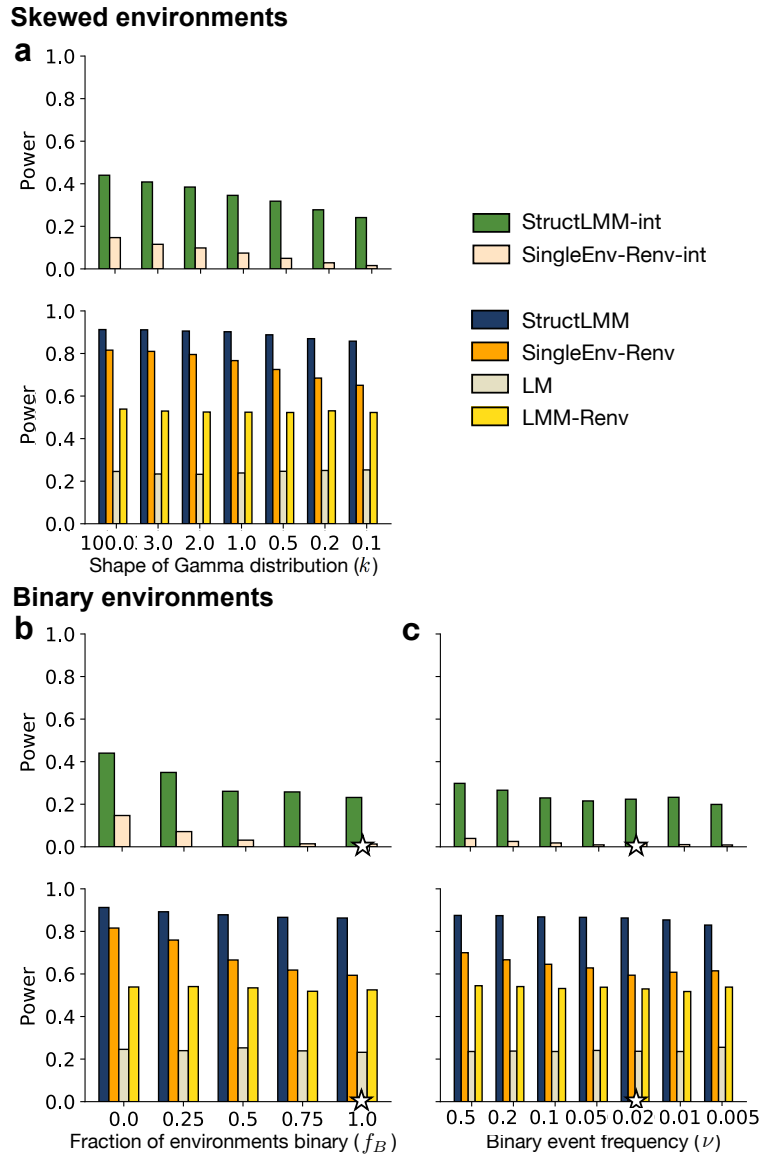 Skewed environments
a
1.0
0.8
0.6
0.4
0.2
0.0
Power
StructLMM-int
SingleEnv-Renv-int
1.0
0.8
0.6
0.4
0.2
0.0
Power
StructLMM
SingleEnv-Renv
LM
LMM-Renv
100.0 3.0 2.0 1.0 0.5 0.2 0.1
Shape of Gamma distribution (k)
Binary environments
b
1.0
0.8
0.6
0.4
0.2
0.0
Power
c
1.0
0.8
0.6
0.4
0.2
0.0
Power
0.0 0.25 0.5 0.75 1.0
Fraction of environments binary (f_B)
0.5 0.2 0.1 0.05 0.02 0.01 0.005
Binary event frequency (ν)